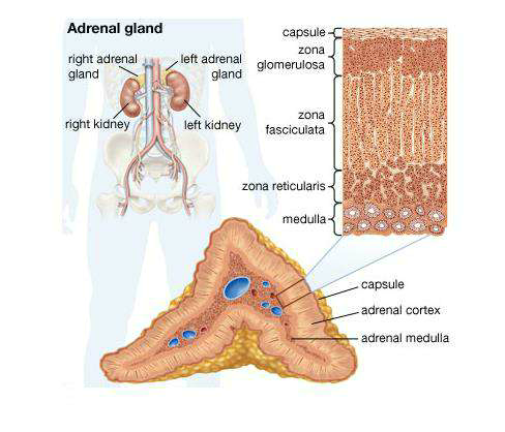 Adrenal gland
right adrenal
gland
left adrenal
gland
right kidney
left kidney
capsule
zona
glomerulosa
zona
fasciculata
zona reticularis
medulla
capsule
adrenal cortex
adrenal medulla